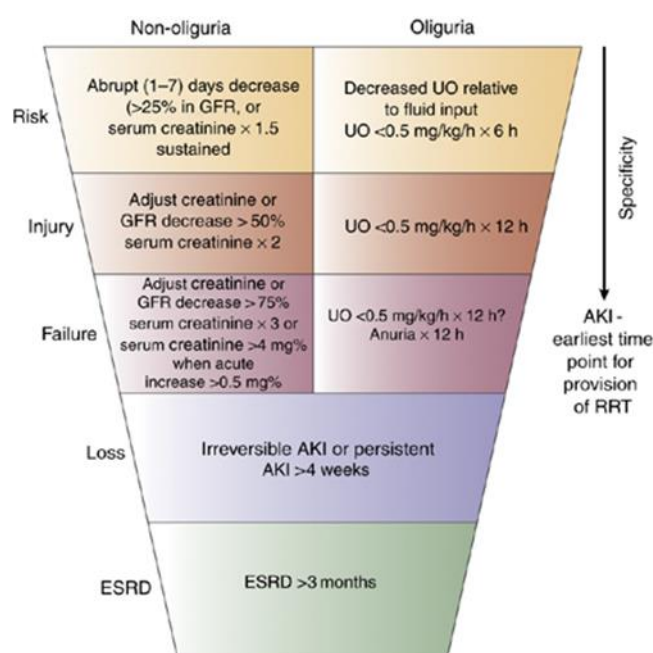 Non-oliguria
Oliguria
Risk
Abrupt (1–7) days decrease
(>25% in GFR, or
serum creatinine × 1.5
sustained
Decreased UO relative
to fluid input
UO <0.5 mg/kg/h × 6 h
Injury
Adjust creatinine or
GFR decrease > 50%
serum creatinine × 2
UO <0.5 mg/kg/h × 12 h
Failure
Adjust creatinine or
GFR decrease > 75%
serum creatinine × 3 or
serum creatinine >4 mg%
when acute
increase >0.5 mg%
UO <0.5 mg/kg/h × 12 h?
Anuria × 12 h
Loss
Irreversible AKI or persistent
AKI >4 weeks
ESRD
ESRD >3 months
Specificity
AKI -
earliest time
point for
provision
of RRT